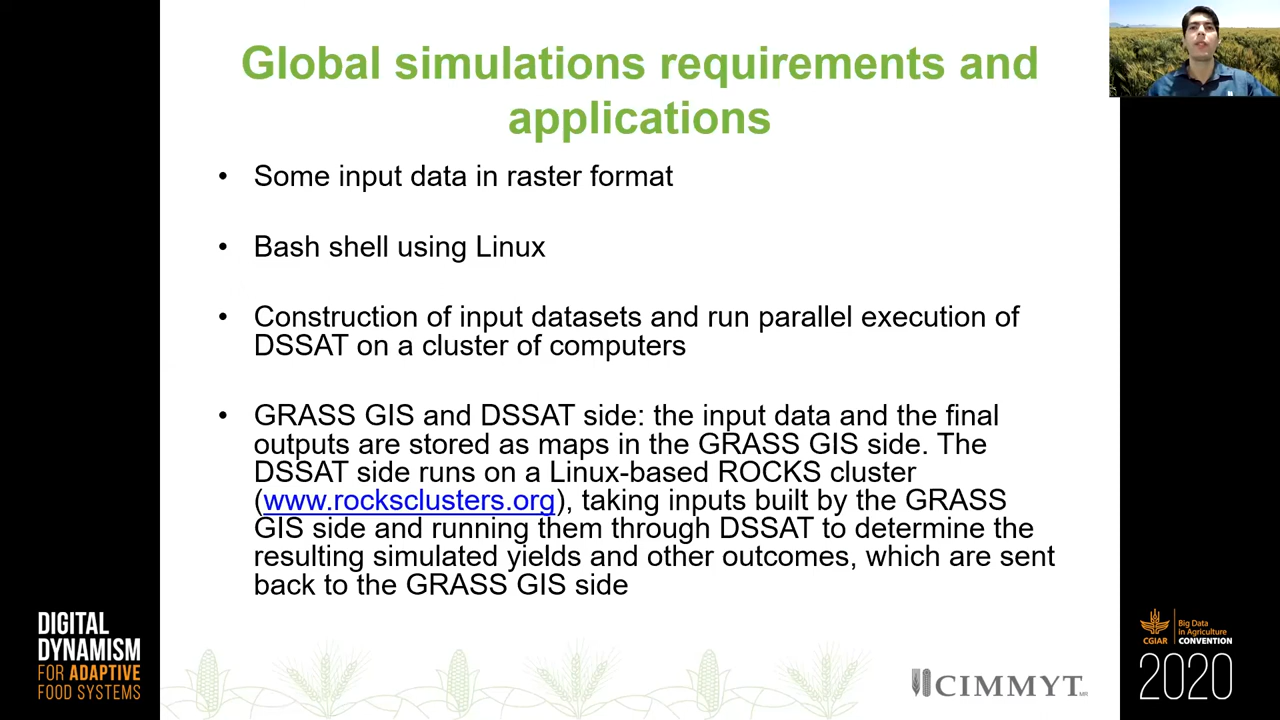 Global simulations requirements and
applications
• Some input data in raster format
• Bash shell using Linux
• Construction of input datasets and run parallel execution of
DSSAT on a cluster of computers
• GRASS GIS and DSSAT side: the input data and the final
outputs are stored as maps in the GRASS GIS side. The
DSSAT side runs on a Linux-based ROCKS cluster
(www.rocksclusters.org), taking inputs built by the GRASS
GIS side and running them through DSSAT to determine the
resulting simulated yields and other outcomes, which are sent
back to the GRASS GIS side
DIGITAL
DYNAMISM
FOR ADAPTIVE
FOOD SYSTEMS
CIMMYT MR
CGIAR
Big Data
in Agriculture
CONVENTION
2020